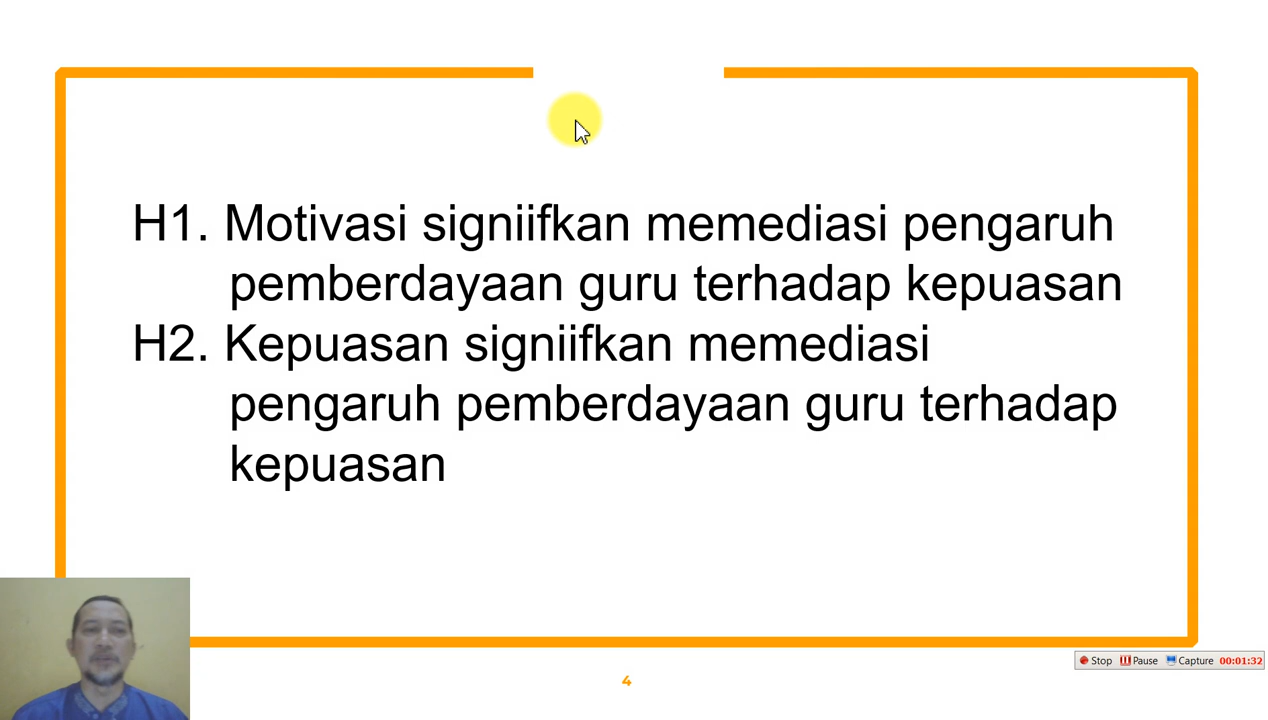 H1. Motivasi signiifkan memediasi pengaruh
pemberdayaan guru terhadap kepuasan
H2. Kepuasan signiifkan memediasi
pengaruh pemberdayaan guru terhadap
kepuasan
Stop Pause Capture 00:01:32
4